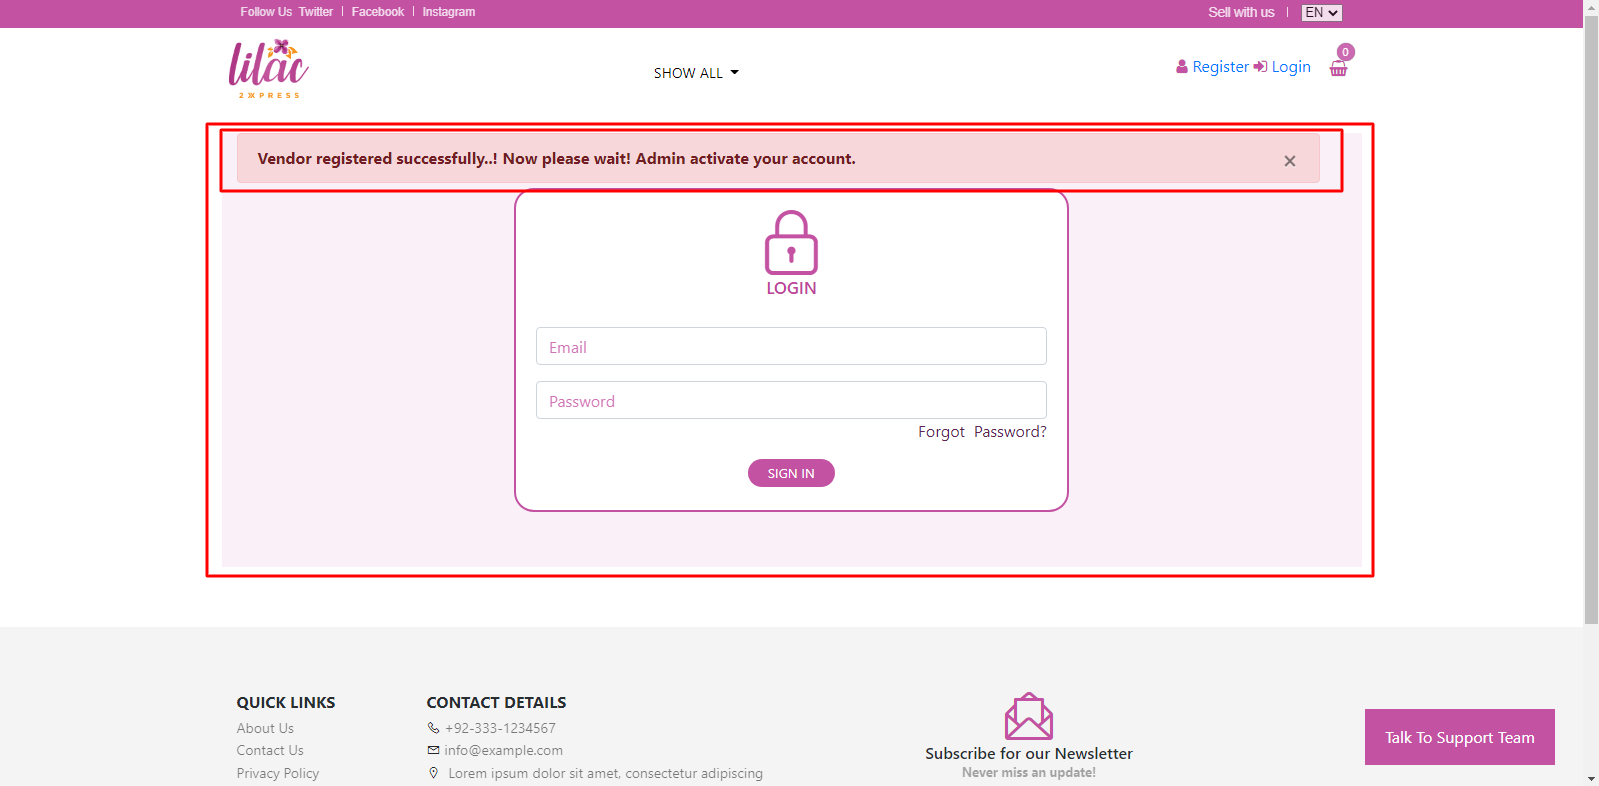 Follow Us Twitter | Facebook | Instagram
Sell with us | EN
lilac
2XPRESS
SHOW ALL
Register Login
0
Vendor registered successfully..! Now please wait! Admin activate your account.
×
LOGIN
Email
Password
Forgot Password?
SIGN IN
QUICK LINKS
About Us
Contact Us
Privacy Policy
CONTACT DETAILS
+92-333-1234567
info@example.com
Lorem ipsum dolor sit amet, consectetur adipiscing
Subscribe for our Newsletter
Never miss an update!
Talk To Support Team